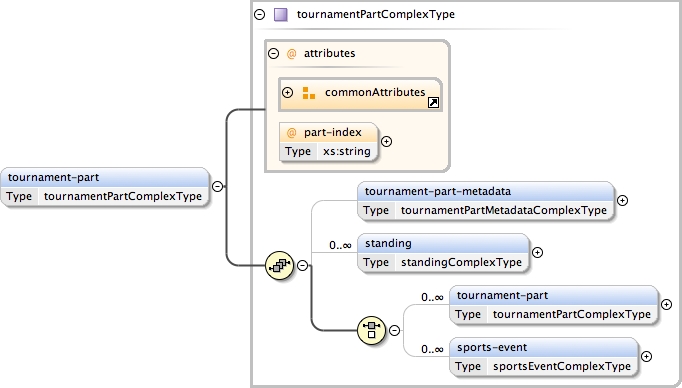 tournamentPartComplexType
@ attributes
commonAttributes
@ part-index
Type xs:string
tournament-part
Type tournamentPartComplexType
tournament-part-metadata
Type tournamentPartMetadataComplexType
0..∞ standing
Type standingComplexType
0..∞ tournament-part
Type tournamentPartComplexType
0..∞ sports-event
Type sportsEventComplexType